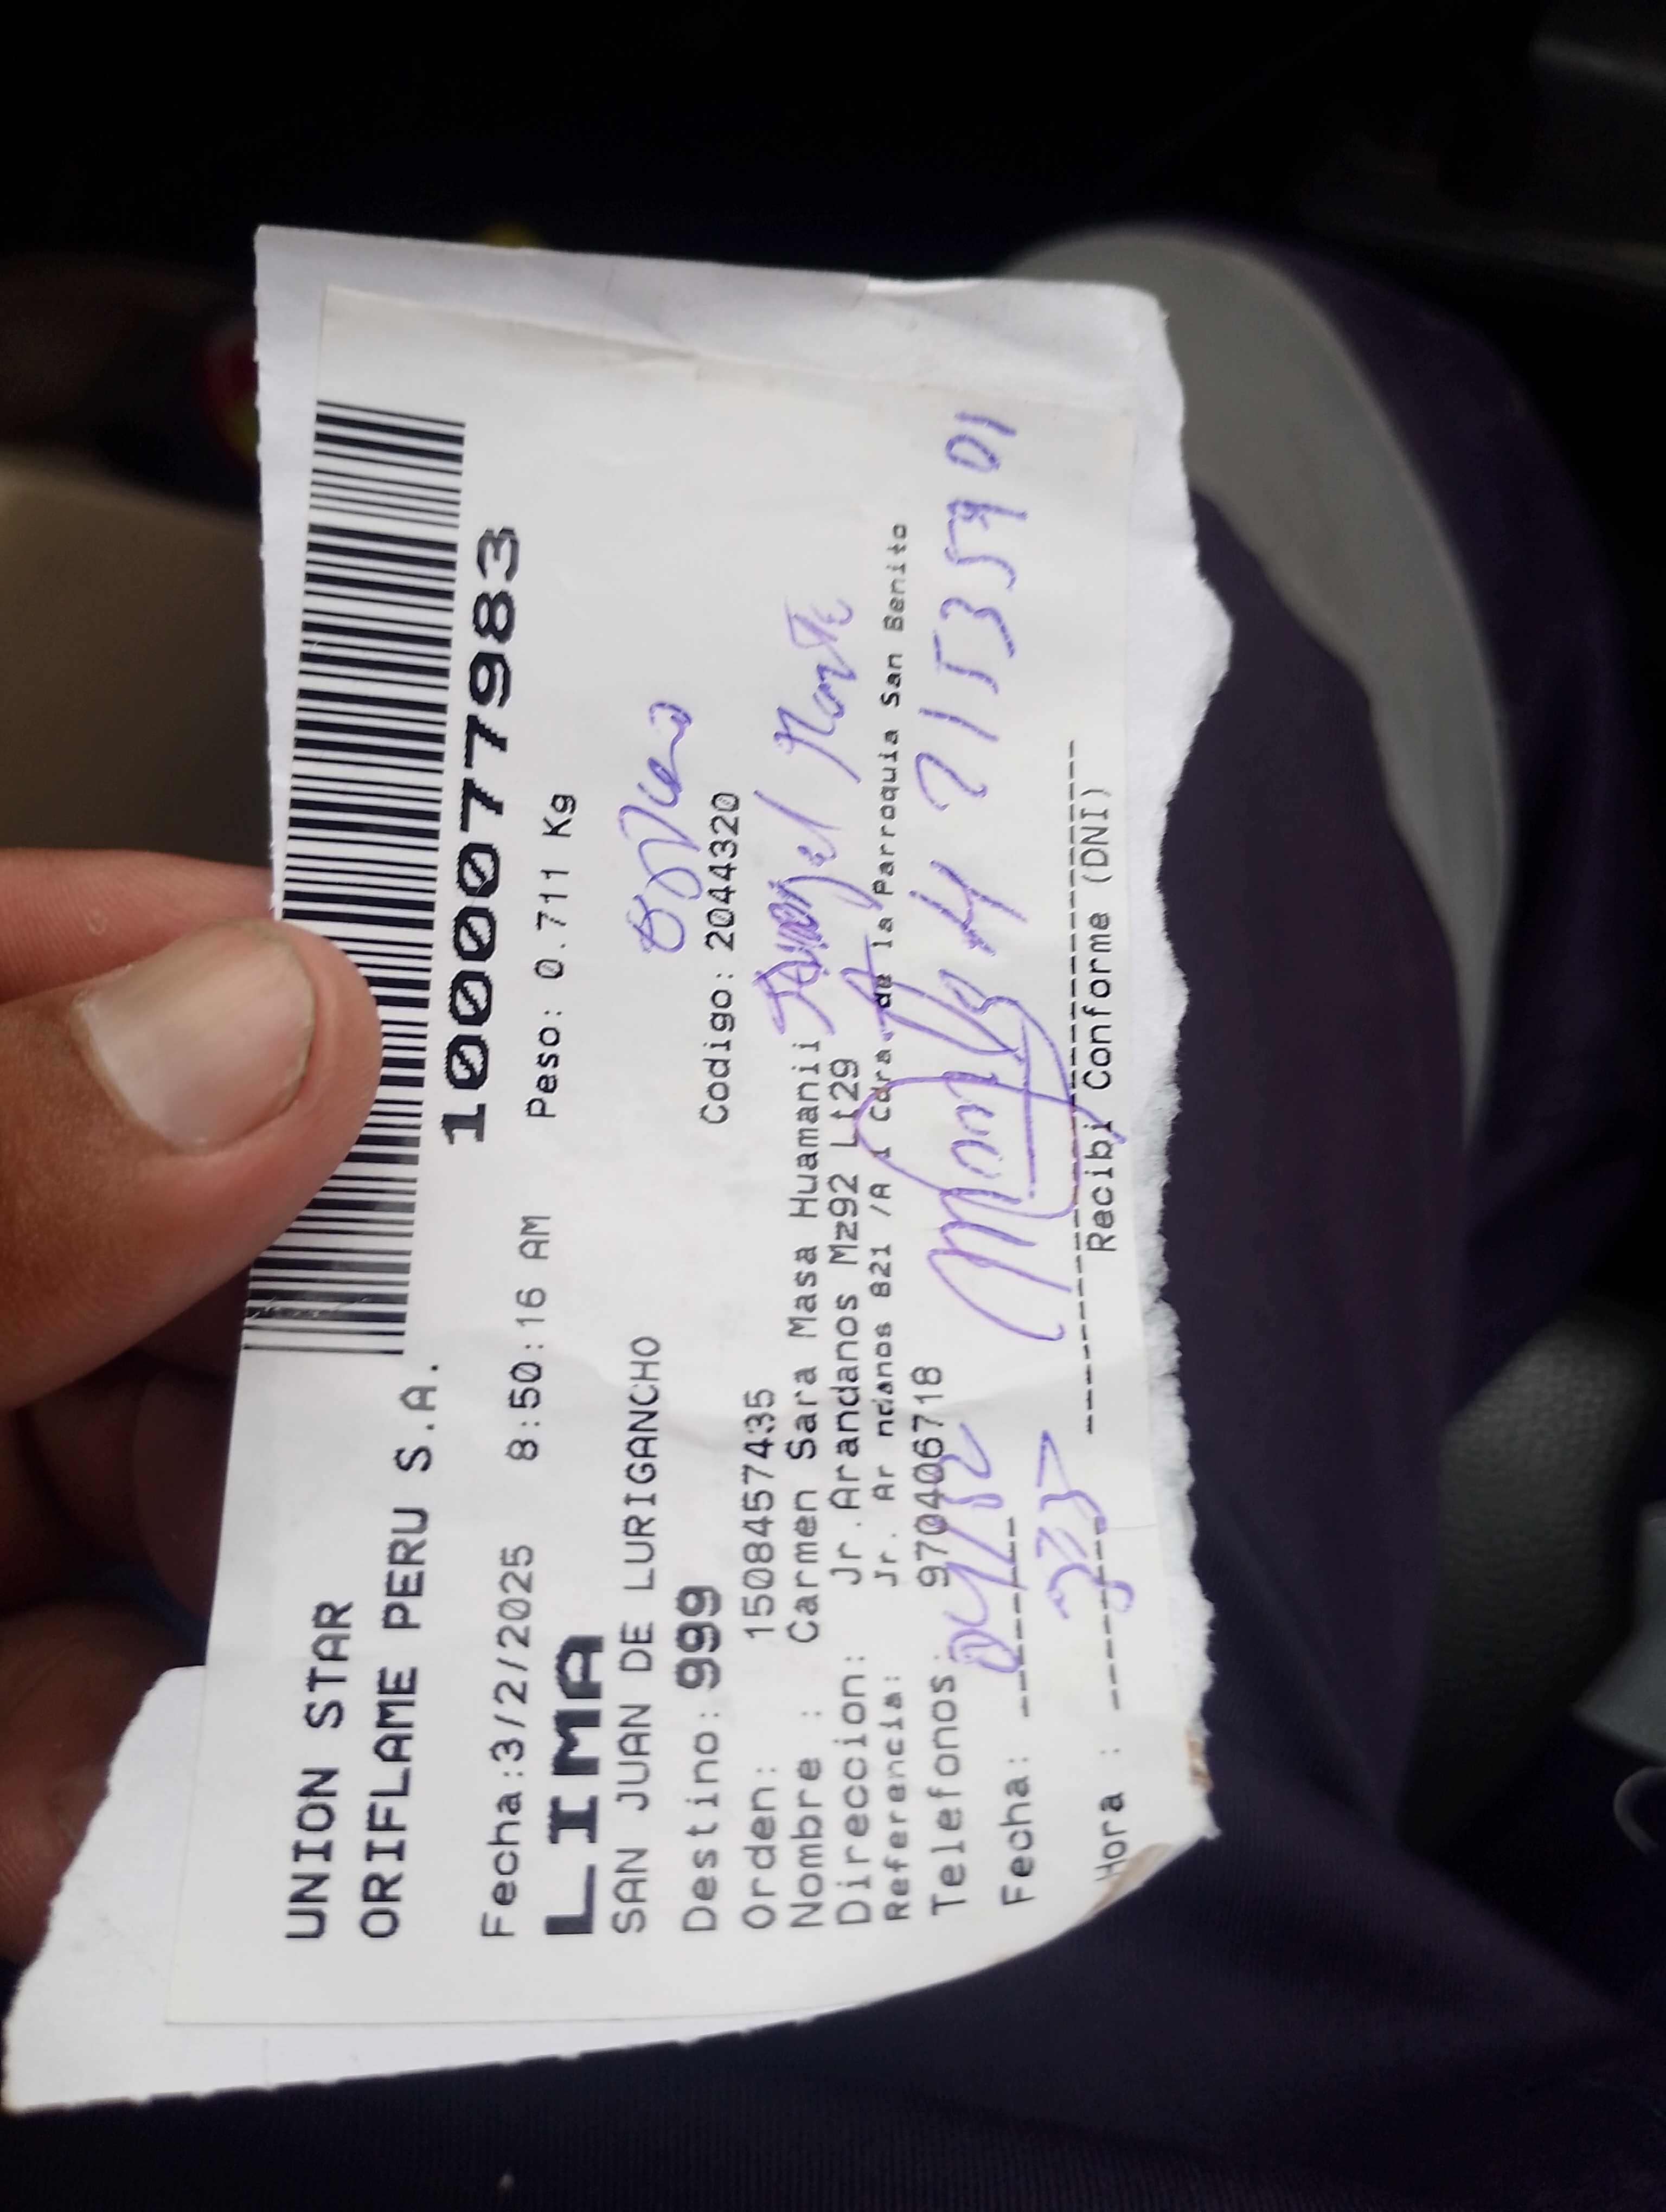 UNION STAR
ORIFLAME PERU S.A.
1000077983
Fecha:3/2/2025 8:50:16 AM Peso: 0.711 Kg
LIMA
SAN JUAN DE LURIGANCHO
Destino: 999
Codigo: 2044320
Orden: 1508457435
Nombre : Carmen Sara Masa Huamani
Direccion: Jr.Arandanos Mz92 Lt29
Referencia: Jr. Ar ndanos 821 /A 1 Cdra de la Parroquia San Benito
Telefonos: 970406718
Fecha:
Hora :
Recibi Conforme (DNI)